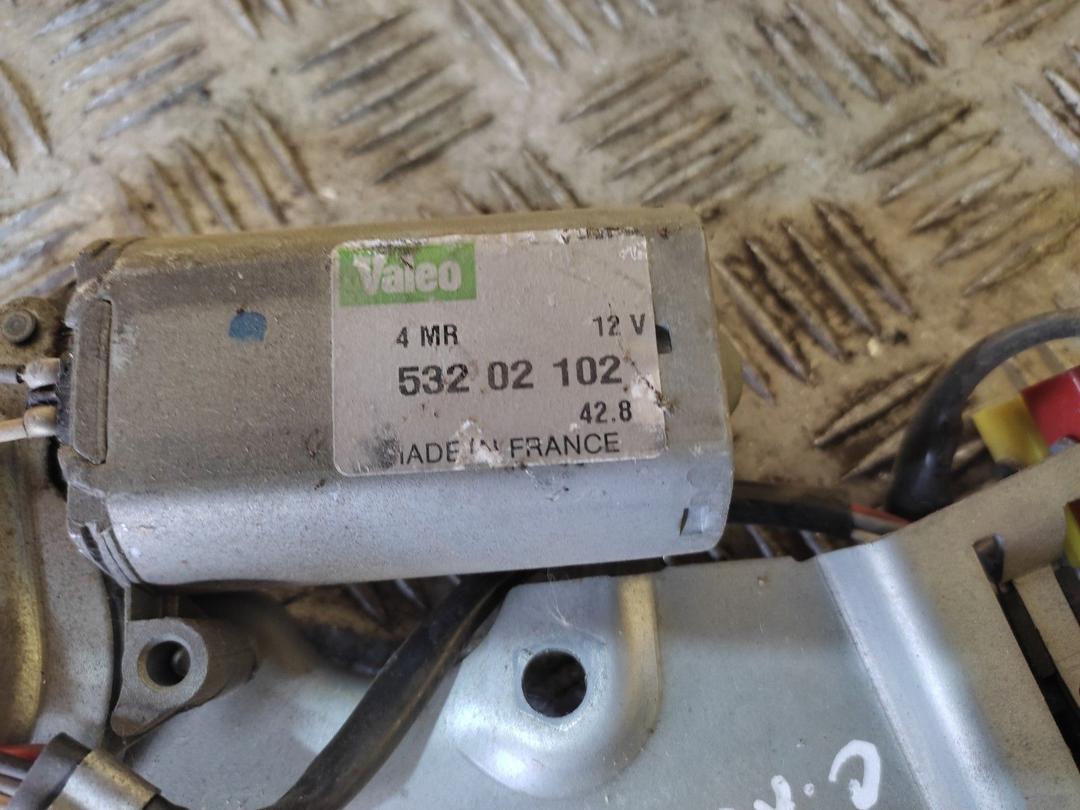 Valeo
4 MR 12 V
532 02 102
42.8
MADE IN FRANCE